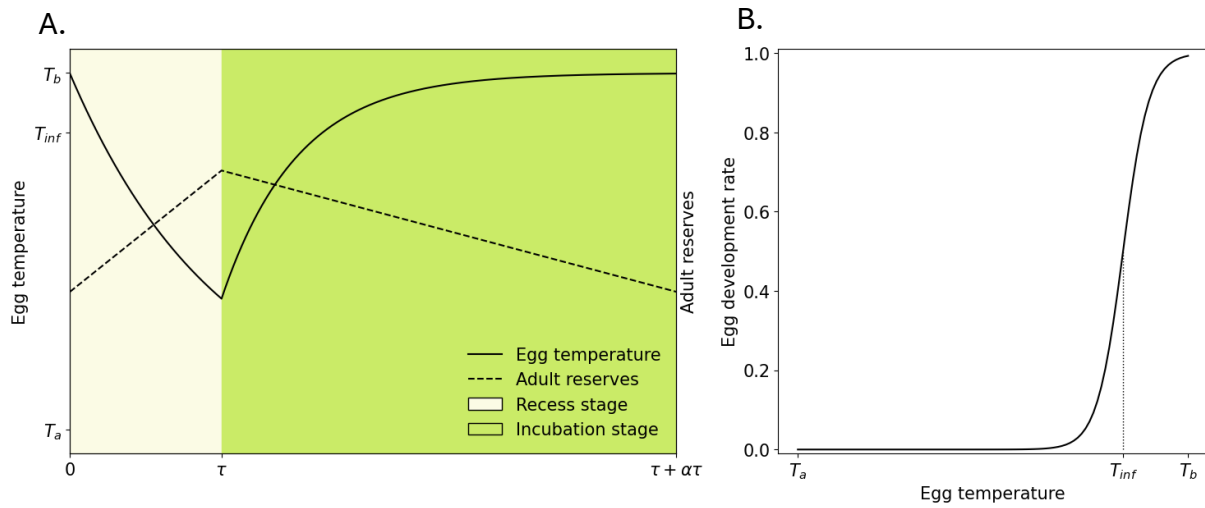 A.
T_b
T_inf
T_a
Egg temperature
0
τ
τ + ατ
Adult reserves
Egg temperature
Adult reserves
Recess stage
Incubation stage
B.
1.0
0.8
0.6
0.4
0.2
0.0
Egg development rate
T_a
T_inf
T_b
Egg temperature